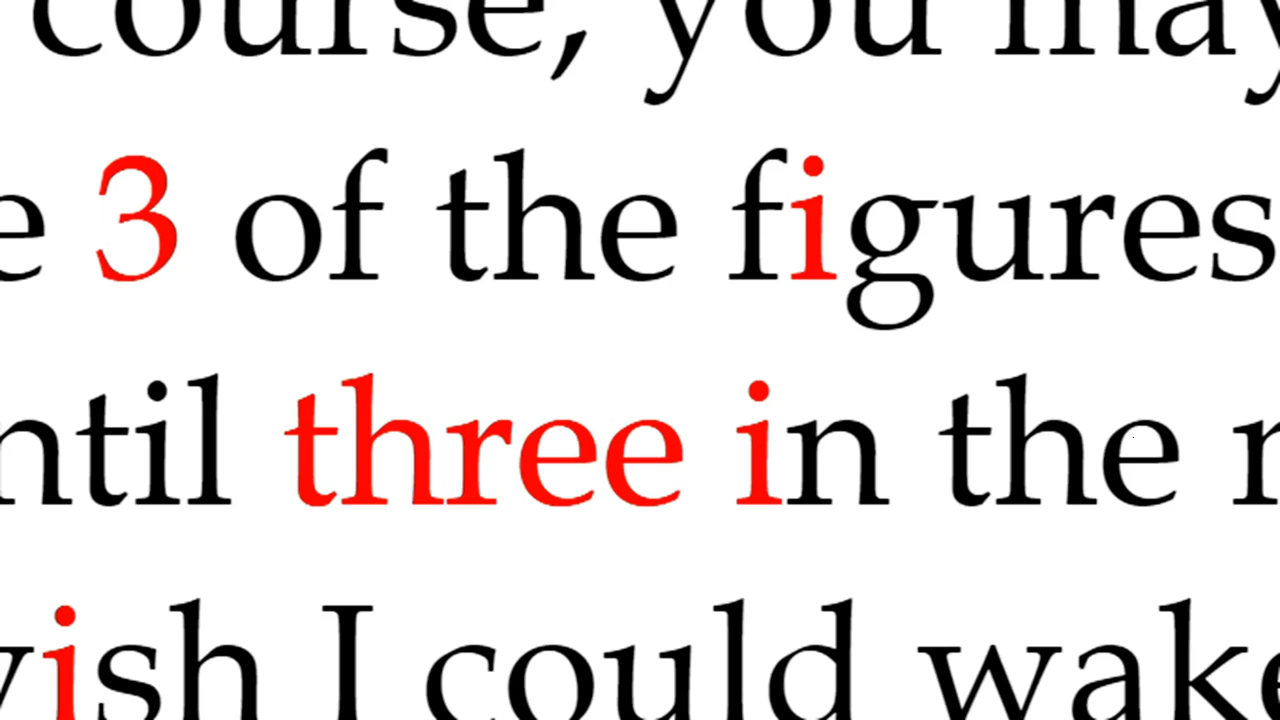 course, you may
e 3 of the figures
ntil three in the r
ish I could wake